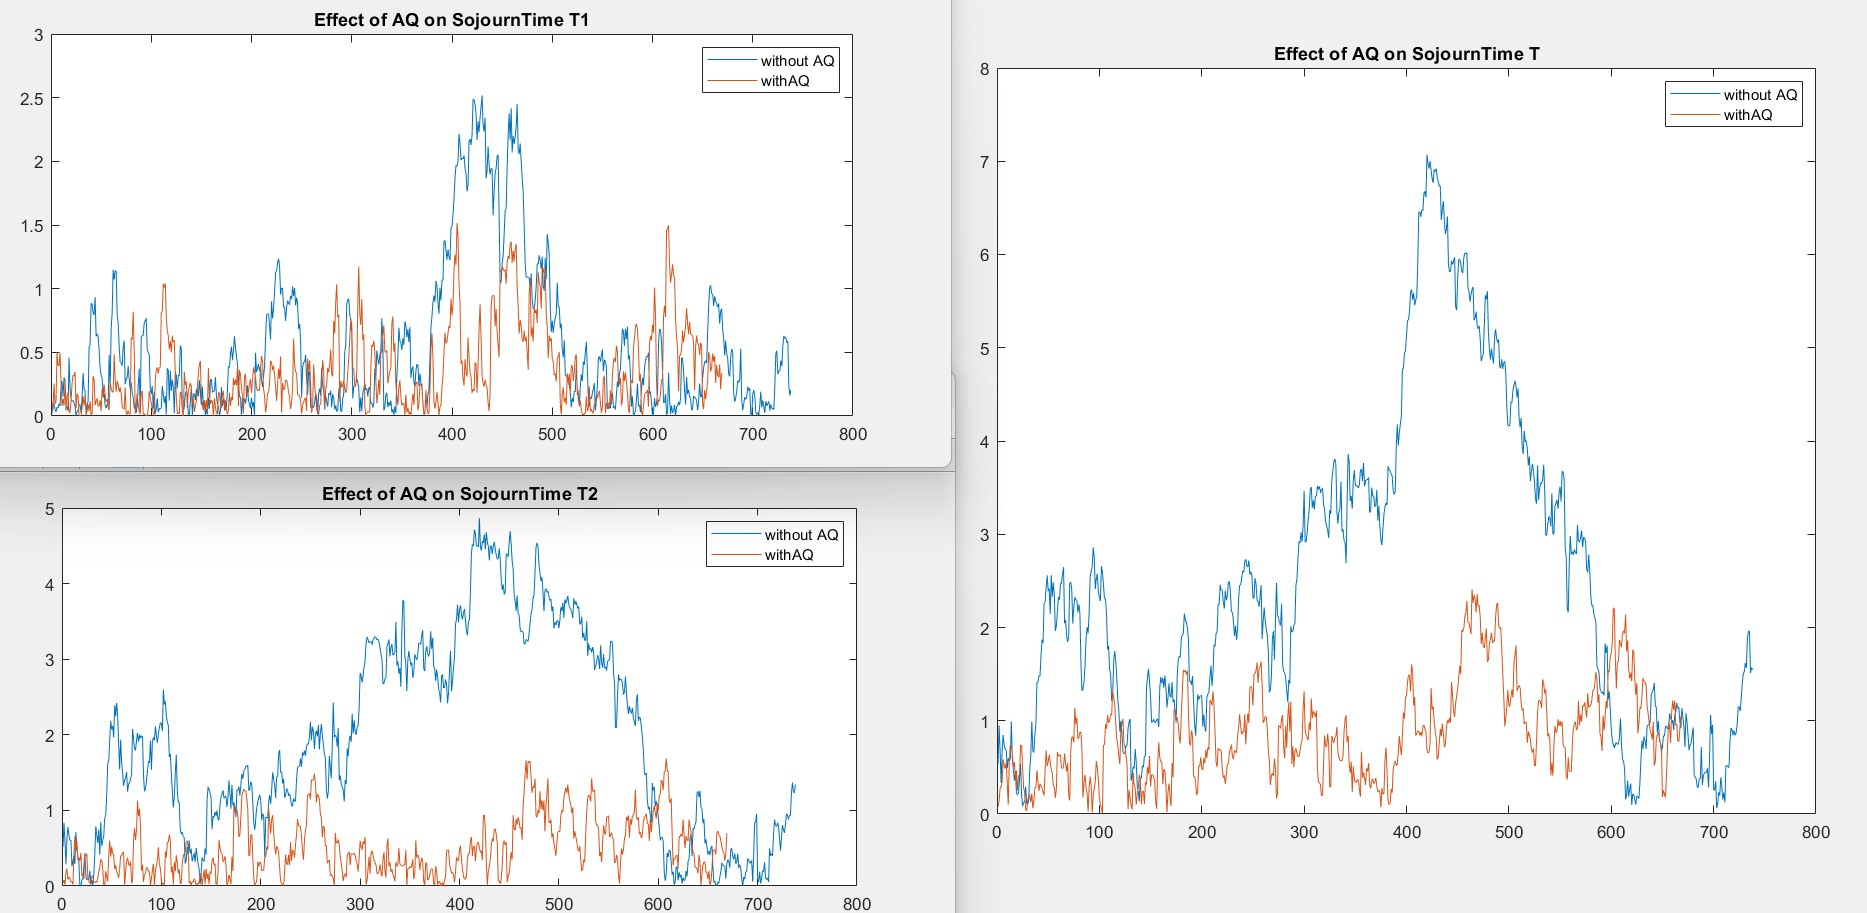 Effect of AQ on SojournTime T1
3
2.5
2
1.5
1
0.5
0
0 100 200 300 400 500 600 700 800
without AQ
withAQ
Effect of AQ on SojournTime T2
5
4
3
2
1
0
0 100 200 300 400 500 600 700 800
without AQ
withAQ
Effect of AQ on SojournTime T
8
7
6
5
4
3
2
1
0
0 100 200 300 400 500 600 700 800
without AQ
withAQ